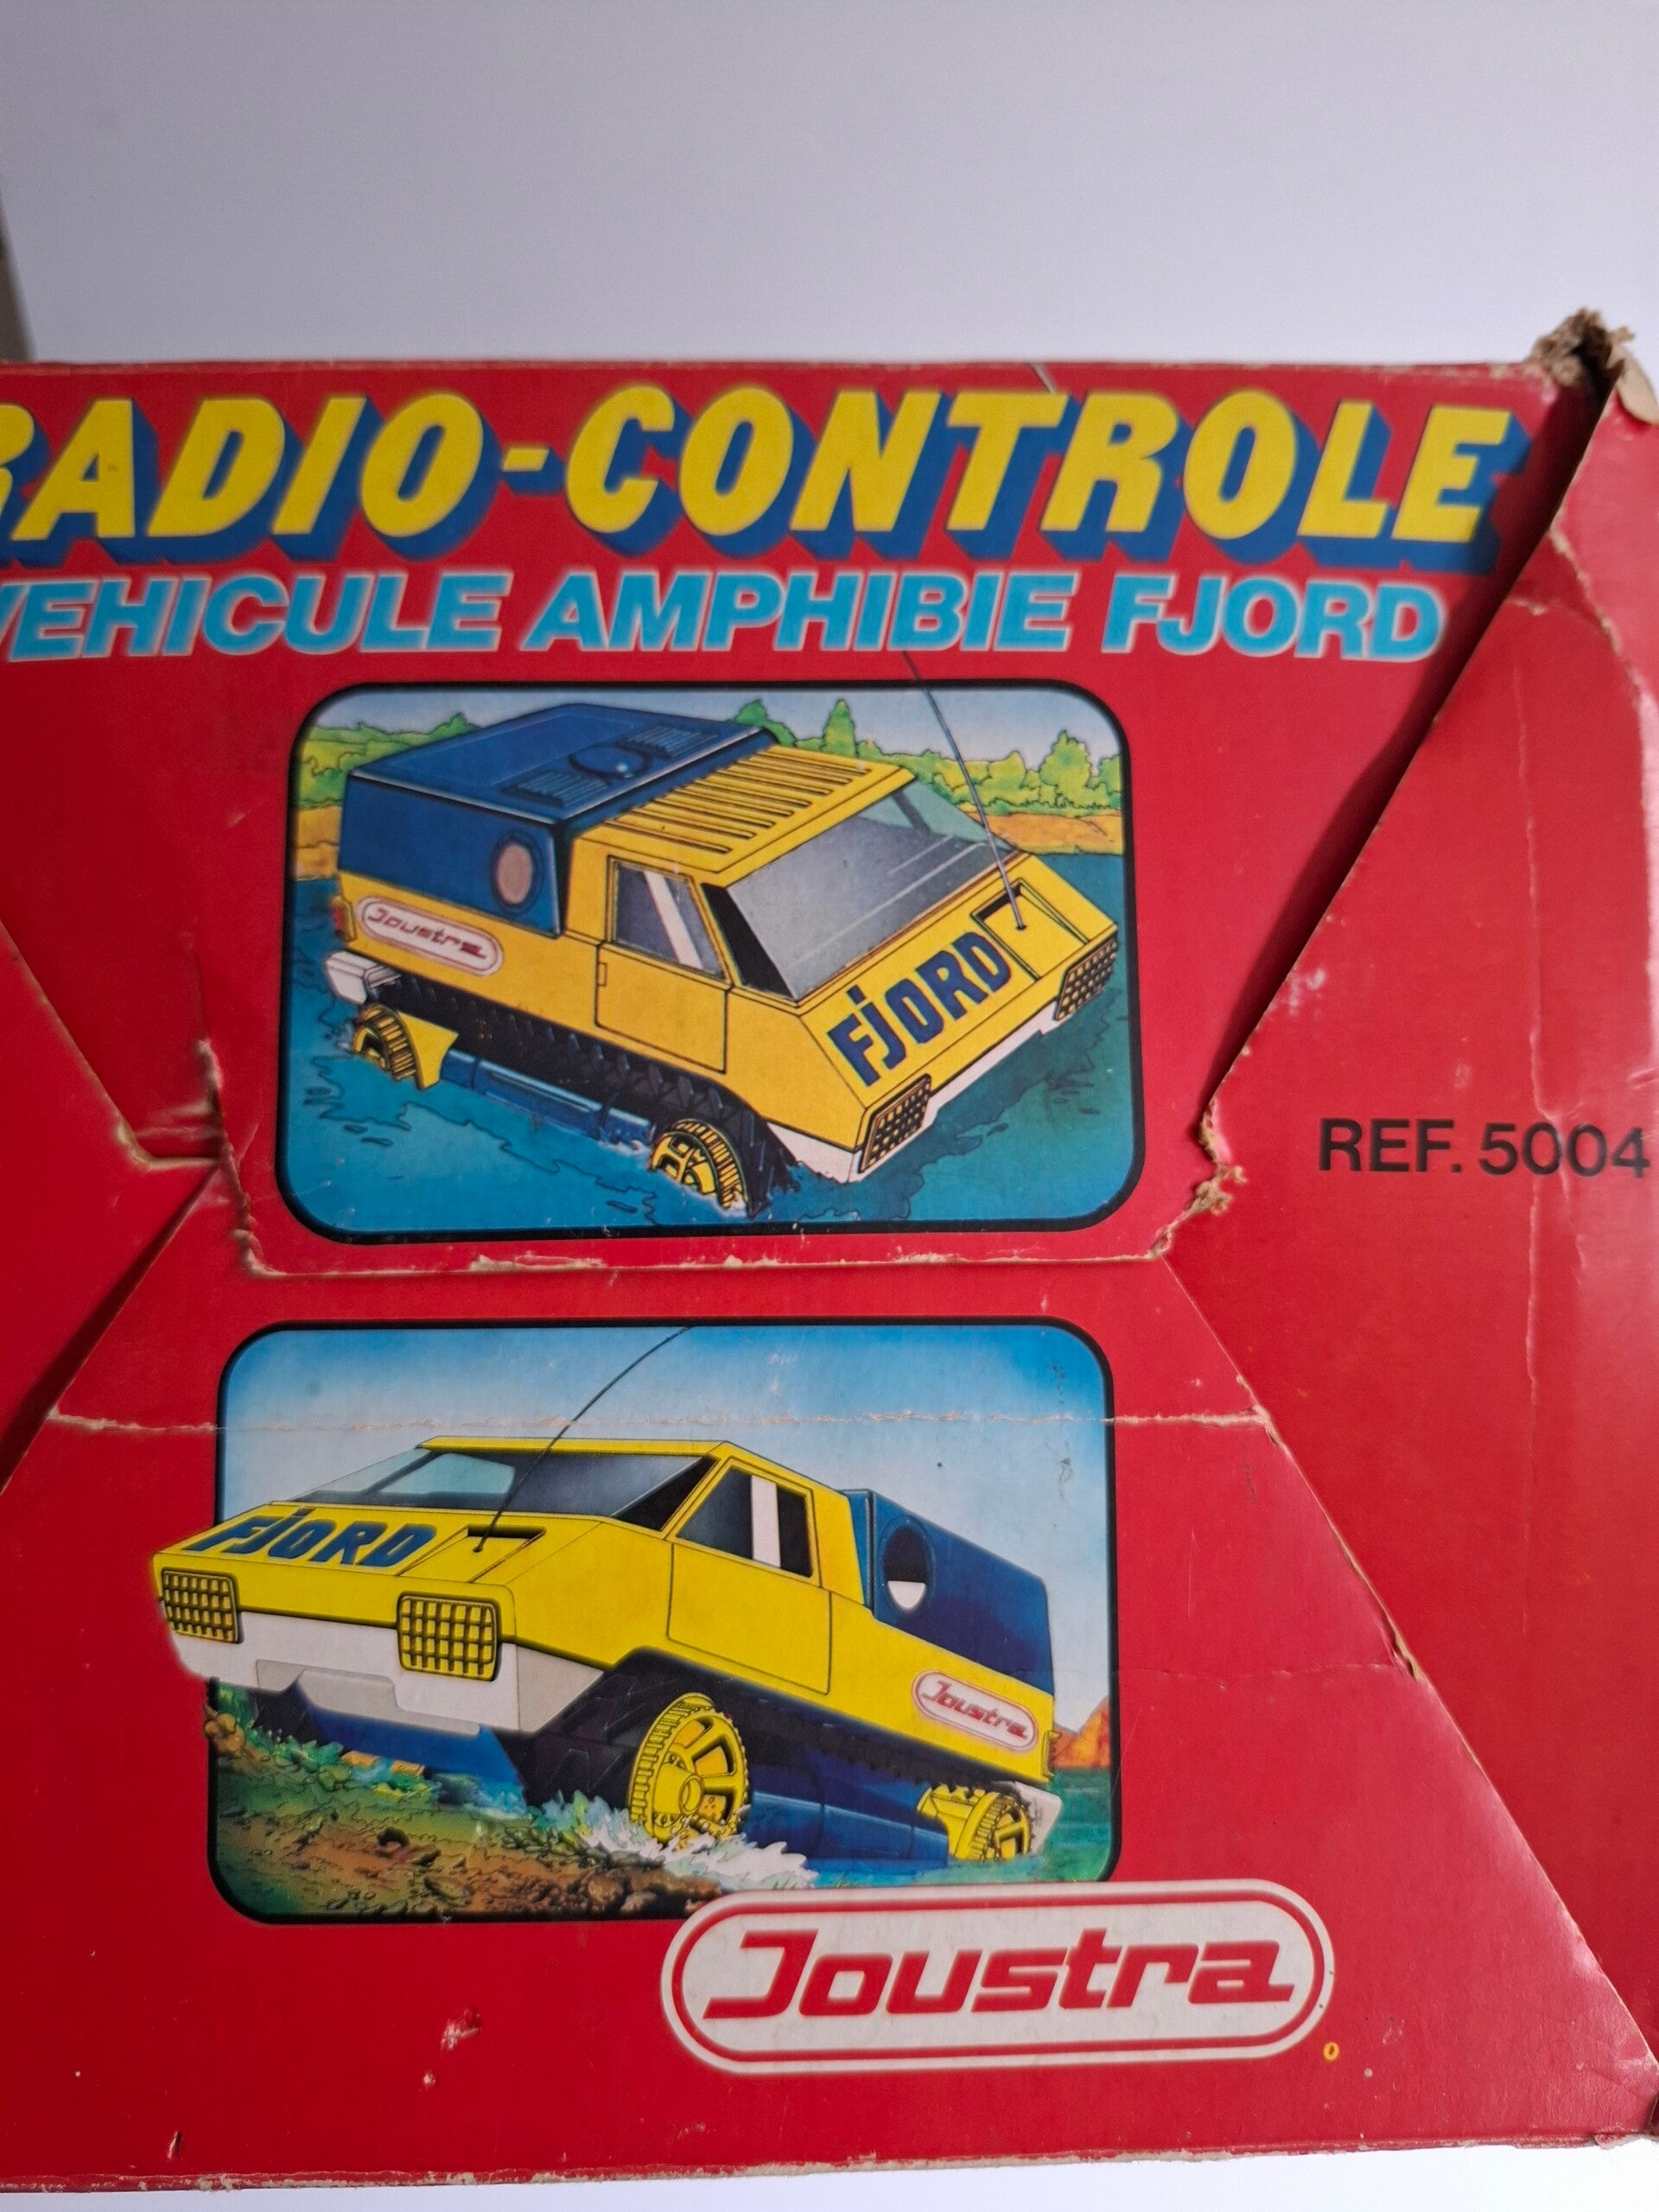 RADIO-CONTROLE
VEHICULE AMPHIBIE FJORD
Joustra
FJORD
REF. 5004
FJORD
Joustra
Joustra